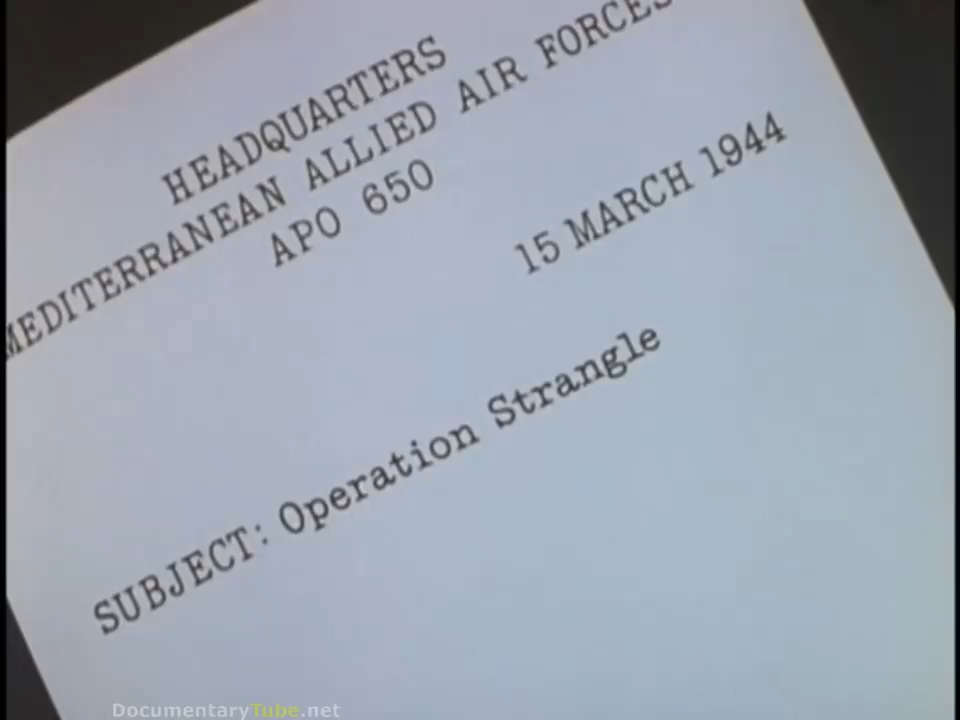 HEADQUARTERS
MEDITERRANEAN ALLIED AIR FORCES
APO 650
15 MARCH 1944
SUBJECT: Operation Strangle
DocumentaryTube.net